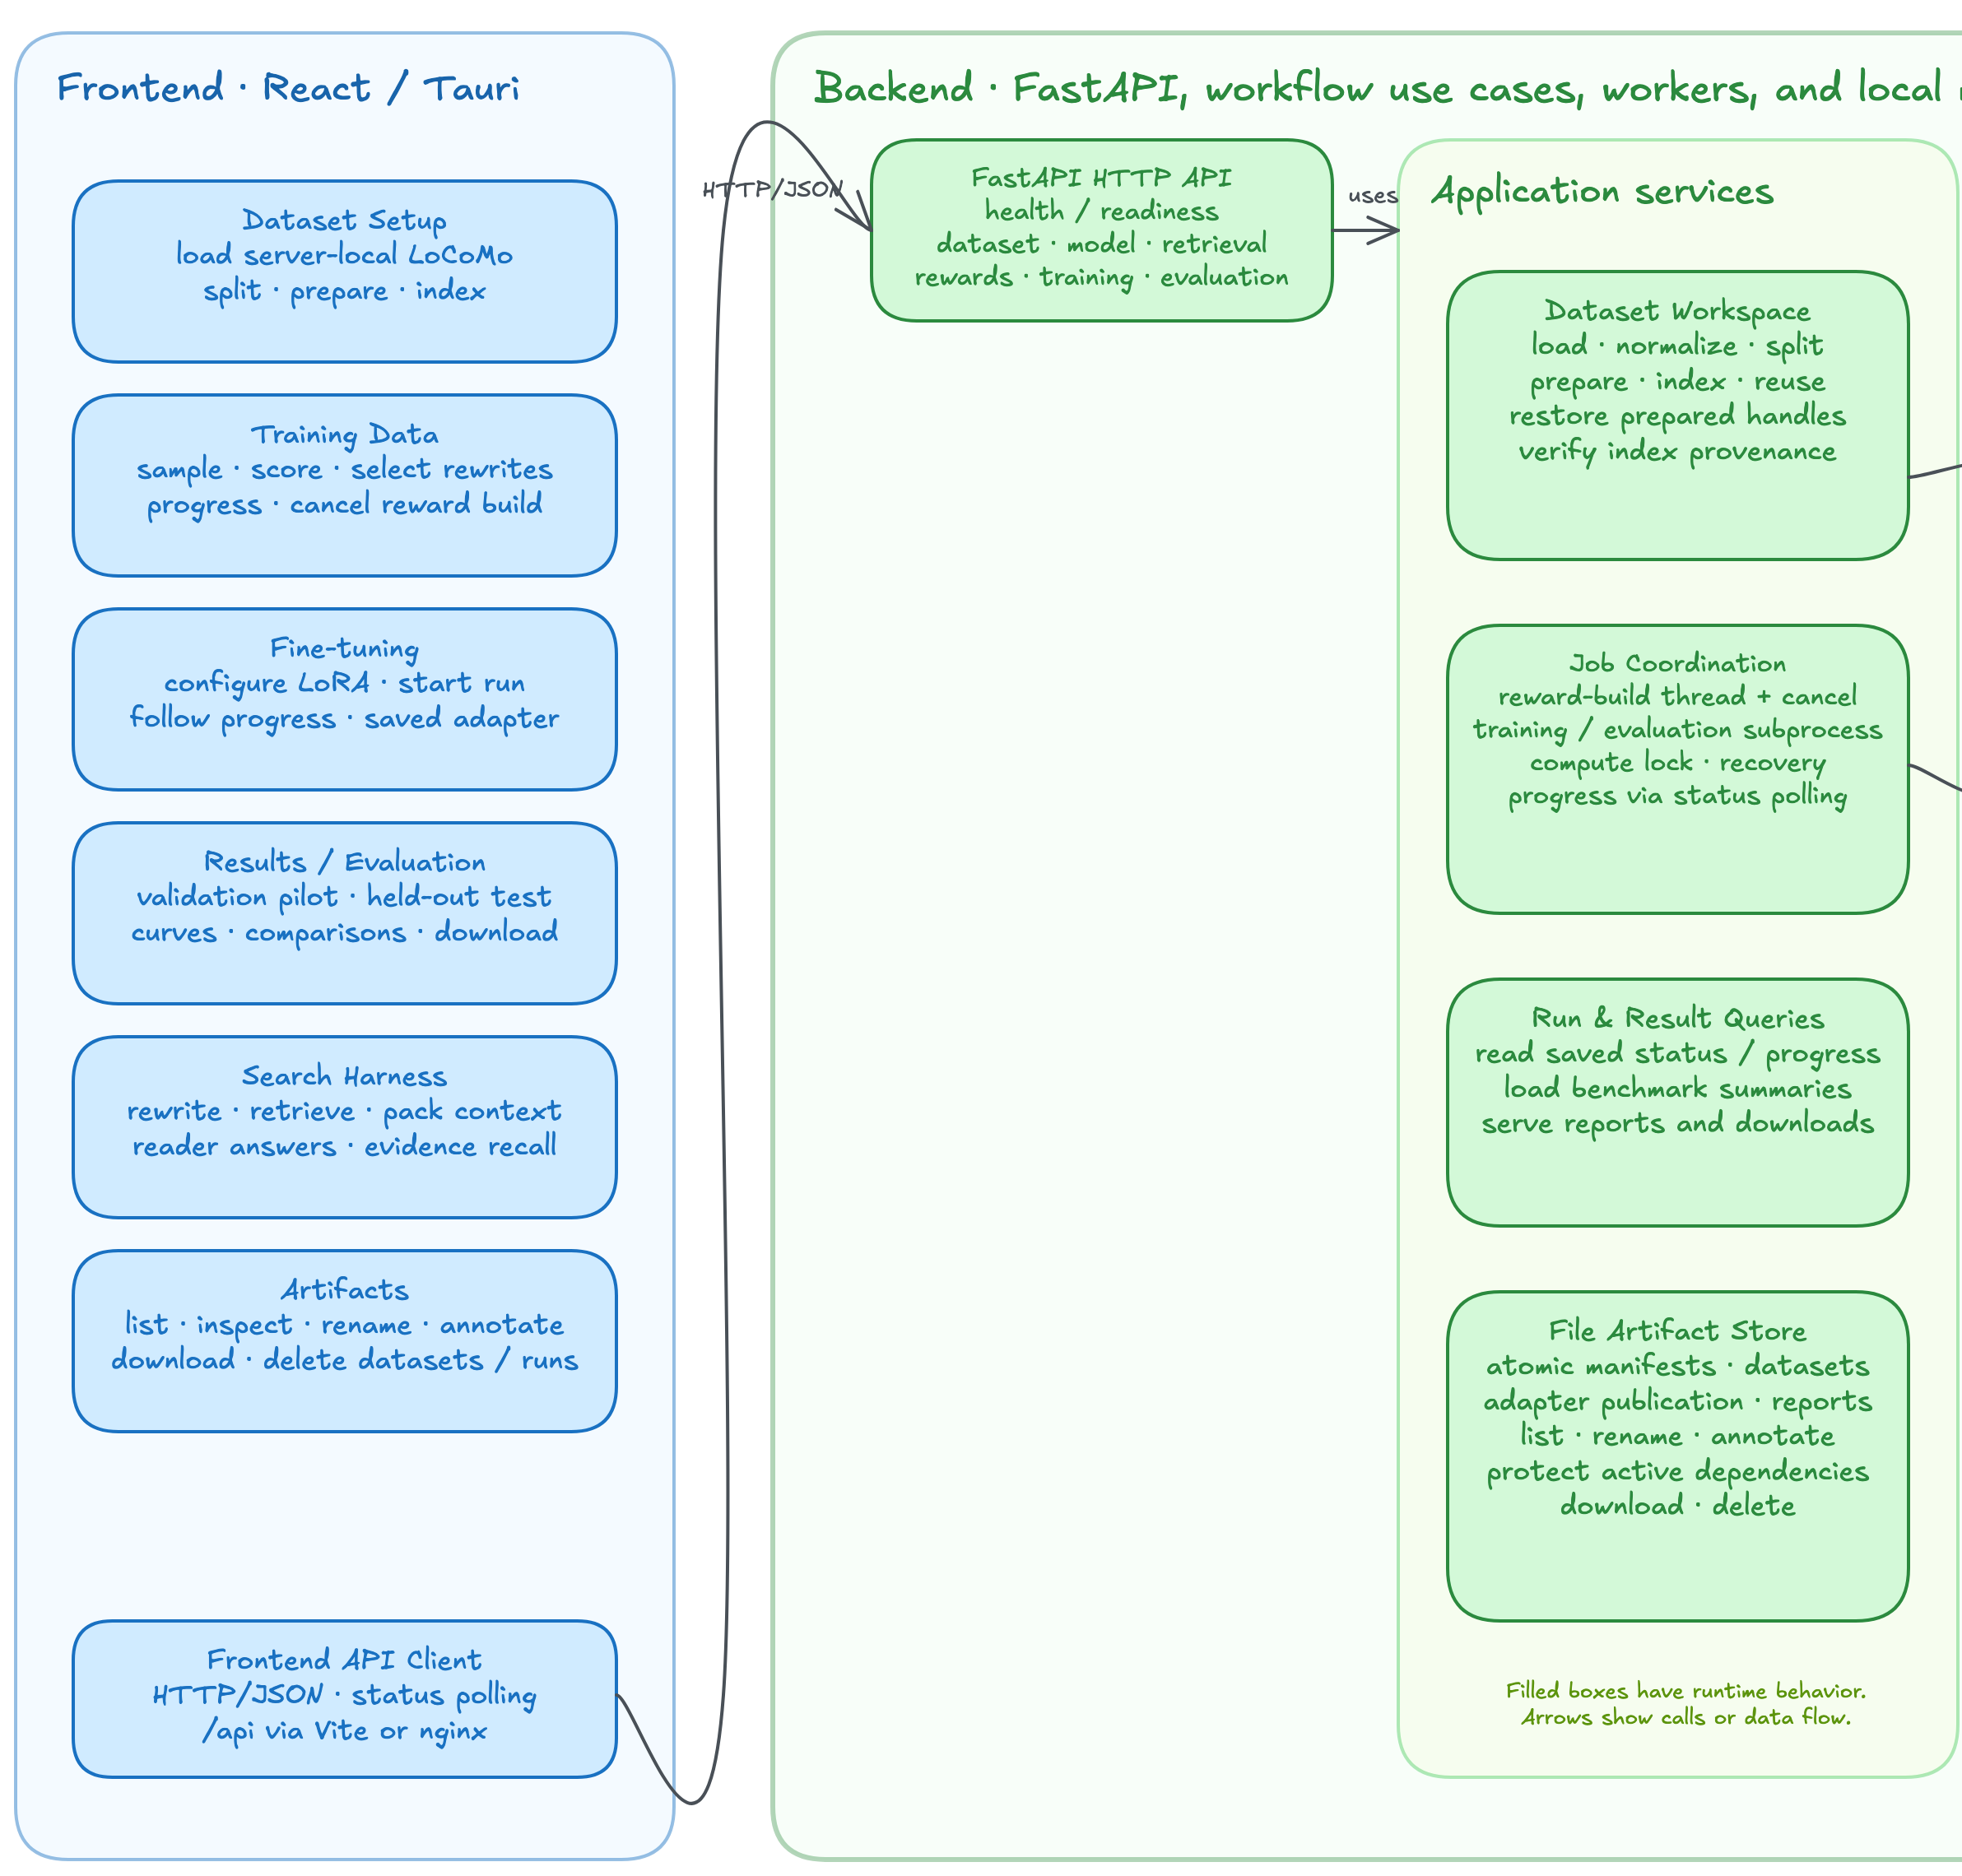 Frontend · React / Tauri
Dataset Setup
load server-local LoCoMo
split · prepare · index
Training Data
sample · score · select rewrites
progress · cancel reward build
Fine-tuning
configure LoRA · start run
follow progress · saved adapter
Results / Evaluation
validation pilot · held-out test
curves · comparisons · download
Search Harness
rewrite · retrieve · pack context
reader answers · evidence recall
Artifacts
list · inspect · rename · annotate
download · delete datasets / runs
Frontend API Client
HTTP/JSON · status polling
/api via Vite or nginx
HTTP/JSON
Backend · FastAPI, workflow use cases, workers, and local
FastAPI HTTP API
health / readiness
dataset · model · retrieval
rewards · training · evaluation
uses
Application services
Dataset Workspace
load · normalize · split
prepare · index · reuse
restore prepared handles
verify index provenance
Job Coordination
reward-build thread + cancel
training / evaluation subprocess
compute lock · recovery
progress via status polling
Run & Result Queries
read saved status / progress
load benchmark summaries
serve reports and downloads
File Artifact Store
atomic manifests · datasets
adapter publication · reports
list · rename · annotate
protect active dependencies
download · delete
Filled boxes have runtime behavior.
Arrows show calls or data flow.